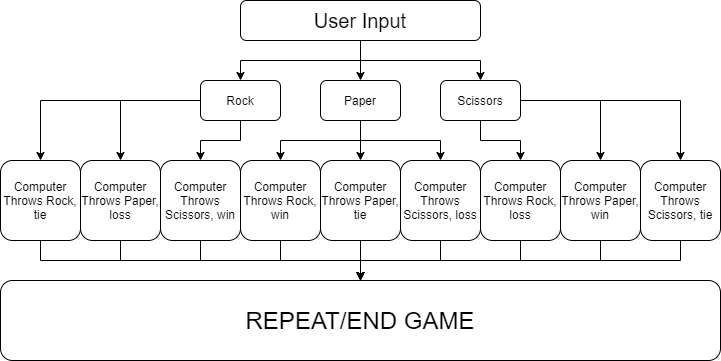 User Input
Rock
Paper
Scissors
Computer
Throws Rock,
tie
Computer
Throws Paper,
loss
Computer
Throws
Scissors, win
Computer
Throws Rock,
win
Computer
Throws Paper,
tie
Computer
Throws
Scissors, loss
Computer
Throws Rock,
loss
Computer
Throws Paper,
win
Computer
Throws
Scissors, tie
REPEAT/END GAME